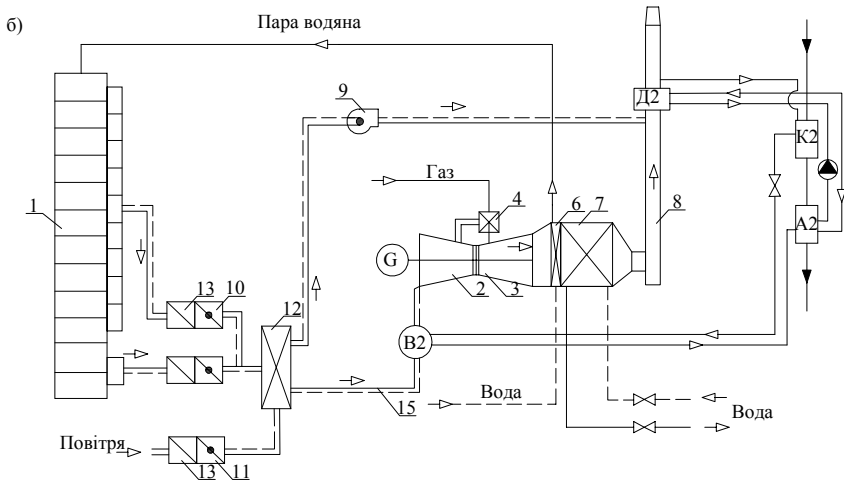 б)
Пара водяна
9
Д2
К2
Газ
4
6
7
1
8
А2
G
13
10
12
2
3
В2
15
Вода
Вода
Повітря
13
11